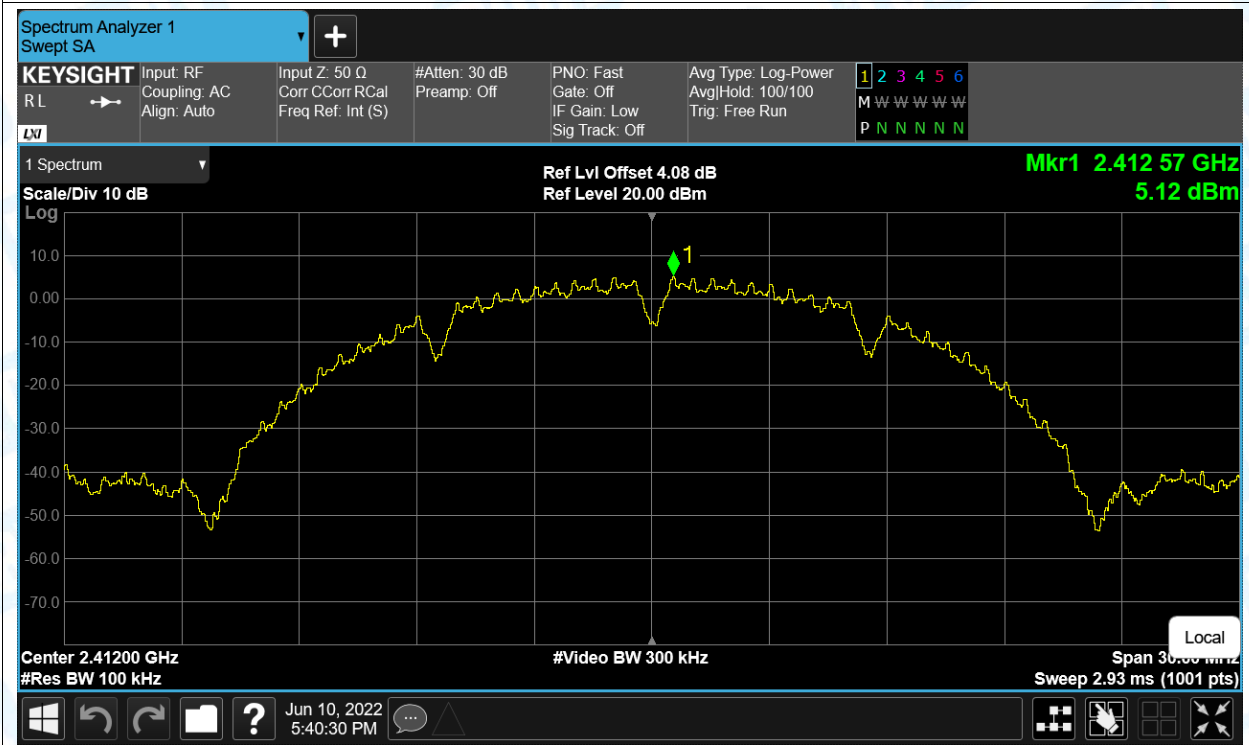 Spectrum Analyzer 1
Swept SA
KEYSIGHT
R L
LXI
Input: RF
Coupling: AC
Align: Auto
Input Z: 50 Ω
Corr CCorr RCal
Freq Ref: Int (S)
#Atten: 30 dB
Preamp: Off
PNO: Fast
Gate: Off
IF Gain: Low
Sig Track: Off
Avg Type: Log-Power
Avg|Hold: 100/100
Trig: Free Run
1 2 3 4 5 6
M W W W W W
P N N N N N
1 Spectrum
Scale/Div 10 dB
Log
Ref Lvl Offset 4.08 dB
Ref Level 20.00 dBm
Mkr1 2.412 57 GHz
5.12 dBm
1
10.0
0.00
-10.0
-20.0
-30.0
-40.0
-50.0
-60.0
-70.0
Local
Center 2.41200 GHz
#Res BW 100 kHz
#Video BW 300 kHz
Span 30.00 MHz
Sweep 2.93 ms (1001 pts)
?
Jun 10, 2022
5:40:30 PM